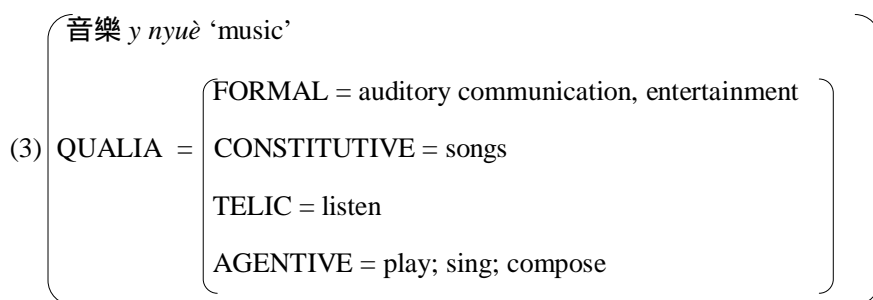 音樂 y nyuè ‘music’
FORMAL = auditory communication, entertainment
(3) QUALIA = CONSTITUTIVE = songs
TELIC = listen
AGENTIVE = play; sing; compose